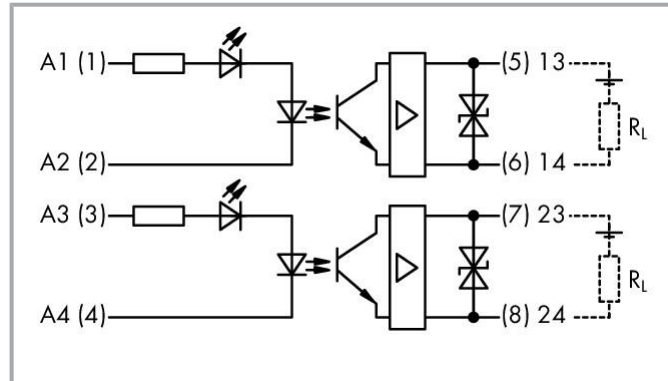 A1 (1) (5) 13
R_L
A2 (2) (6) 14
A3 (3) (7) 23
R_L
A4 (4) (8) 24